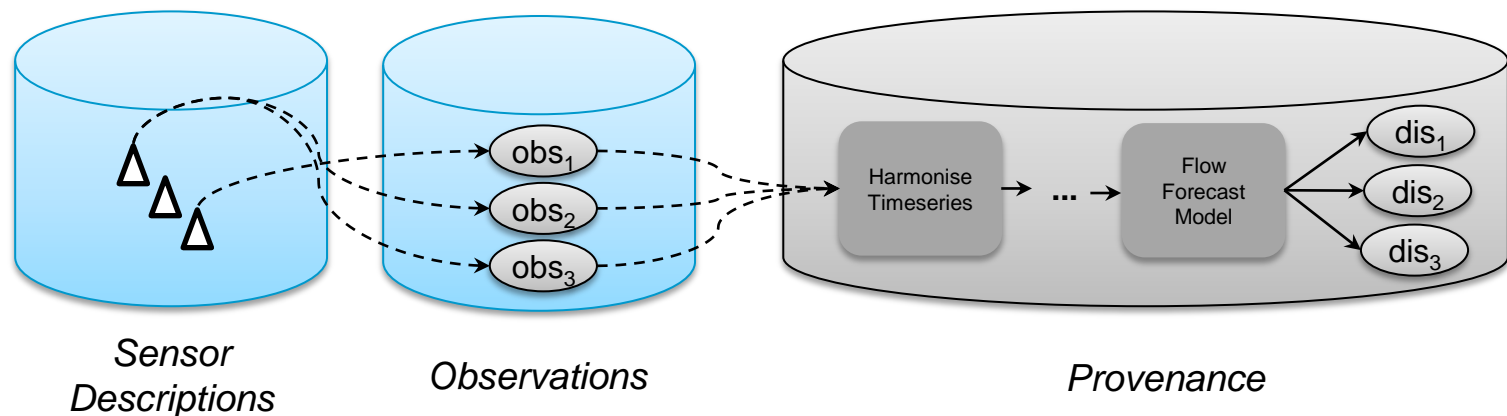 obs₁
obs₂
obs₃
Harmonise
Timeseries
...
Flow
Forecast
Model
dis₁
dis₂
dis₃
Sensor
Descriptions
Observations
Provenance